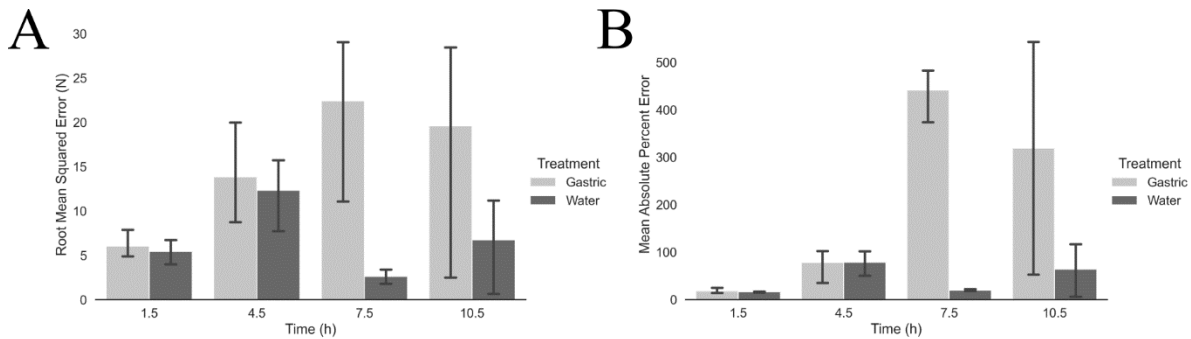 A
Root Mean Squared Error (N)
30
25
20
15
10
5
0
1.5 4.5 7.5 10.5
Time (h)
Treatment
Gastric
Water
B
Mean Absolute Percent Error
500
400
300
200
100
0
1.5 4.5 7.5 10.5
Time (h)
Treatment
Gastric
Water